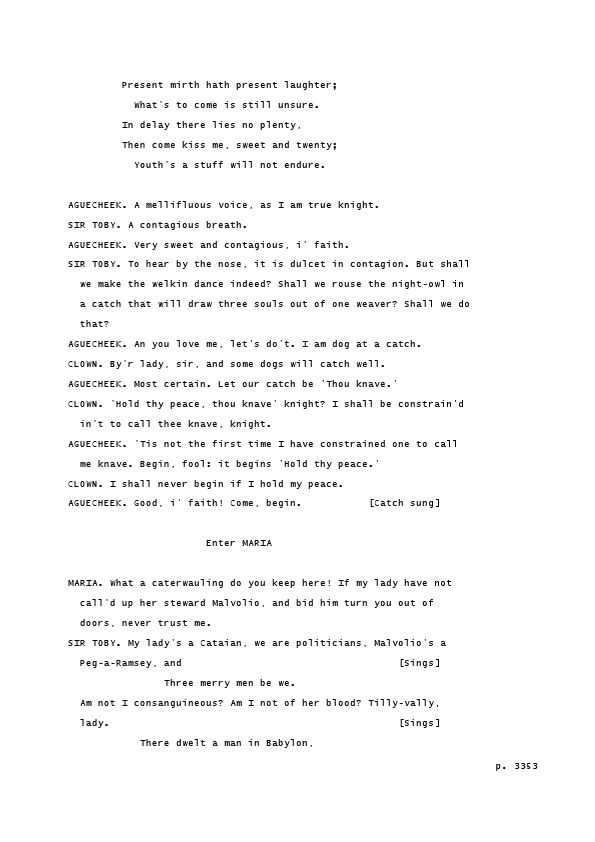 Present mirth hath present laughter;
What's to come is still unsure.
In delay there lies no plenty,
Then come kiss me, sweet and twenty;
Youth's a stuff will not endure.
AGUECHEEK. A mellifluous voice, as I am true knight.
SIR TOBY. A contagious breath.
AGUECHEEK. Very sweet and contagious, i' faith.
SIR TOBY. To hear by the nose, it is dulcet in contagion. But shall
we make the welkin dance indeed? Shall we rouse the night-owl in
a catch that will draw three souls out of one weaver? Shall we do
that?
AGUECHEEK. An you love me, let's do't. I am dog at a catch.
CLOWN. By'r lady, sir, and some dogs will catch well.
AGUECHEEK. Most certain. Let our catch be 'Thou knave.'
CLOWN. 'Hold thy peace, thou knave' knight? I shall be constrain'd
in't to call thee knave, knight.
AGUECHEEK. 'Tis not the first time I have constrained one to call
me knave. Begin, fool: it begins 'Hold thy peace.'
CLOWN. I shall never begin if I hold my peace.
AGUECHEEK. Good, i' faith! Come, begin. [Catch sung]
Enter MARIA
MARIA. What a caterwauling do you keep here! If my lady have not
call'd up her steward Malvolio, and bid him turn you out of
doors, never trust me.
SIR TOBY. My lady's a Cataian, we are politicians, Malvolio's a
Peg-a-Ramsey, and [Sings]
Three merry men be we.
Am not I consanguineous? Am I not of her blood? Tilly-vally,
lady. [Sings]
There dwelt a man in Babylon,
p. 3353